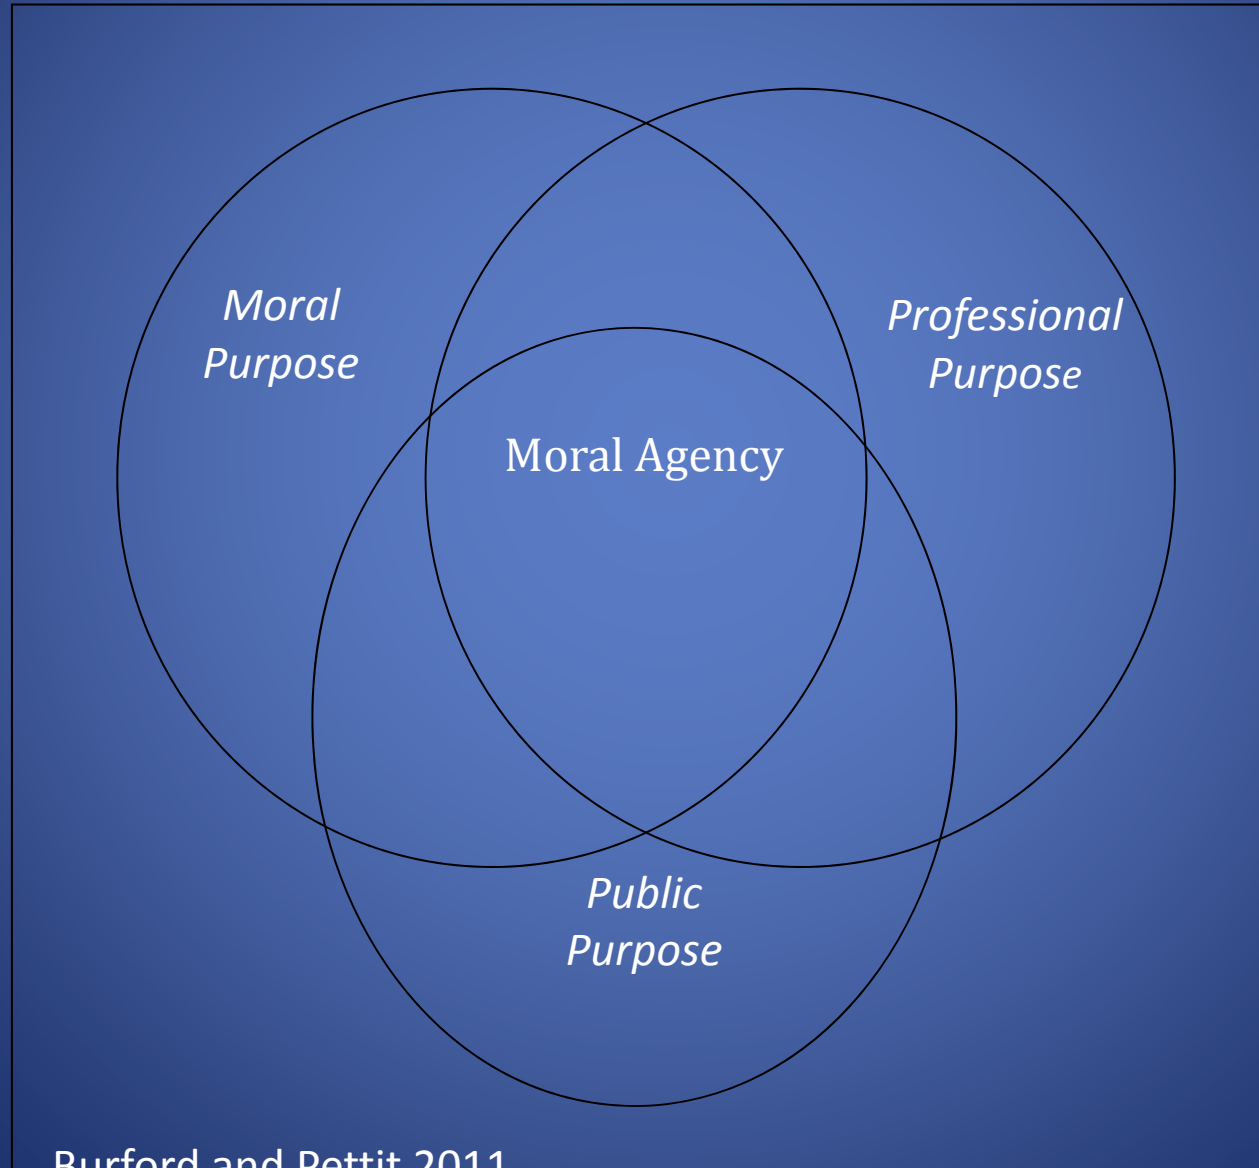 Moral
Purpose
Professional
Purpose
Moral Agency
Public
Purpose
Burford and Pettit 2011